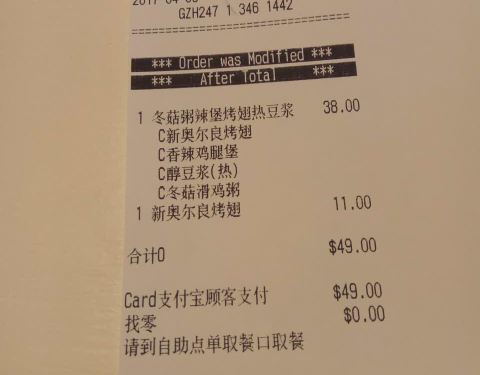 GZH247 1 346 1442
==============================
*** Order was Modified ***
*** After Total ***
1 冬菇粥辣堡烤翅热豆浆 38.00
C新奥尔良烤翅
C香辣鸡腿堡
C醇豆浆(热)
C冬菇滑鸡粥
1 新奥尔良烤翅 11.00
合计0 $49.00
Card支付宝顾客支付 $49.00
找零 $0.00
请到自助点单取餐口取餐